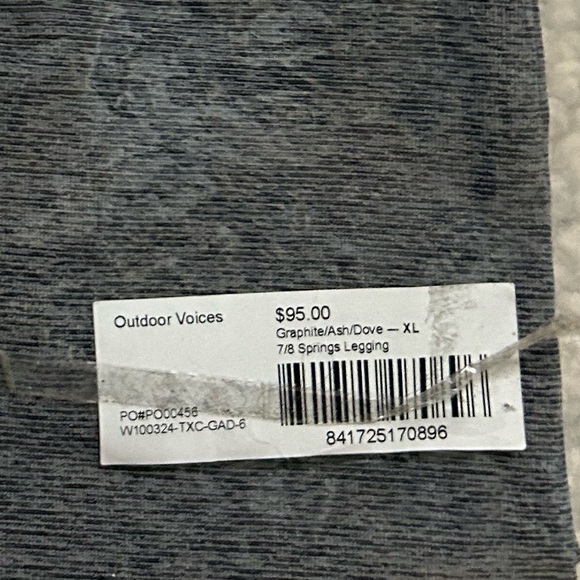 Outdoor Voices
$95.00
Graphite/Ash/Dove — XL
7/8 Springs Legging
PO#PO00456
W100324-TXC-GAD-6
841725170896